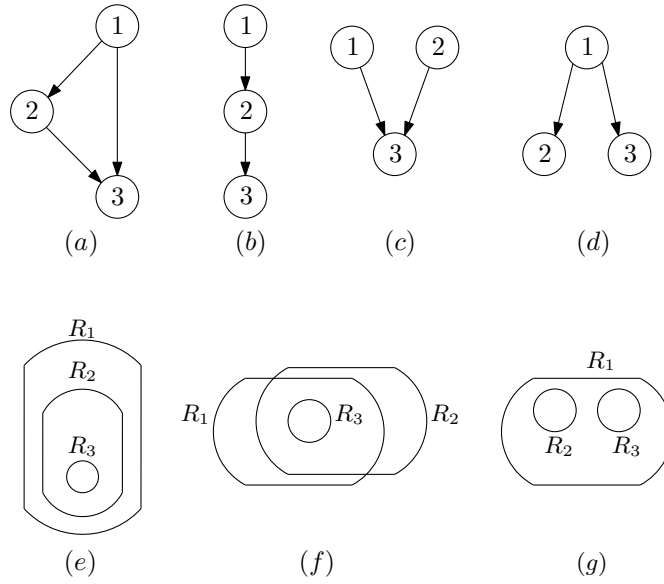 1
2
3
(a)
1
2
3
(b)
1 2
3
(c)
1
2 3
(d)
R₁
R₂
R₃
(e)
R₁ R₃ R₂
(f)
R₁
R₂ R₃
(g)